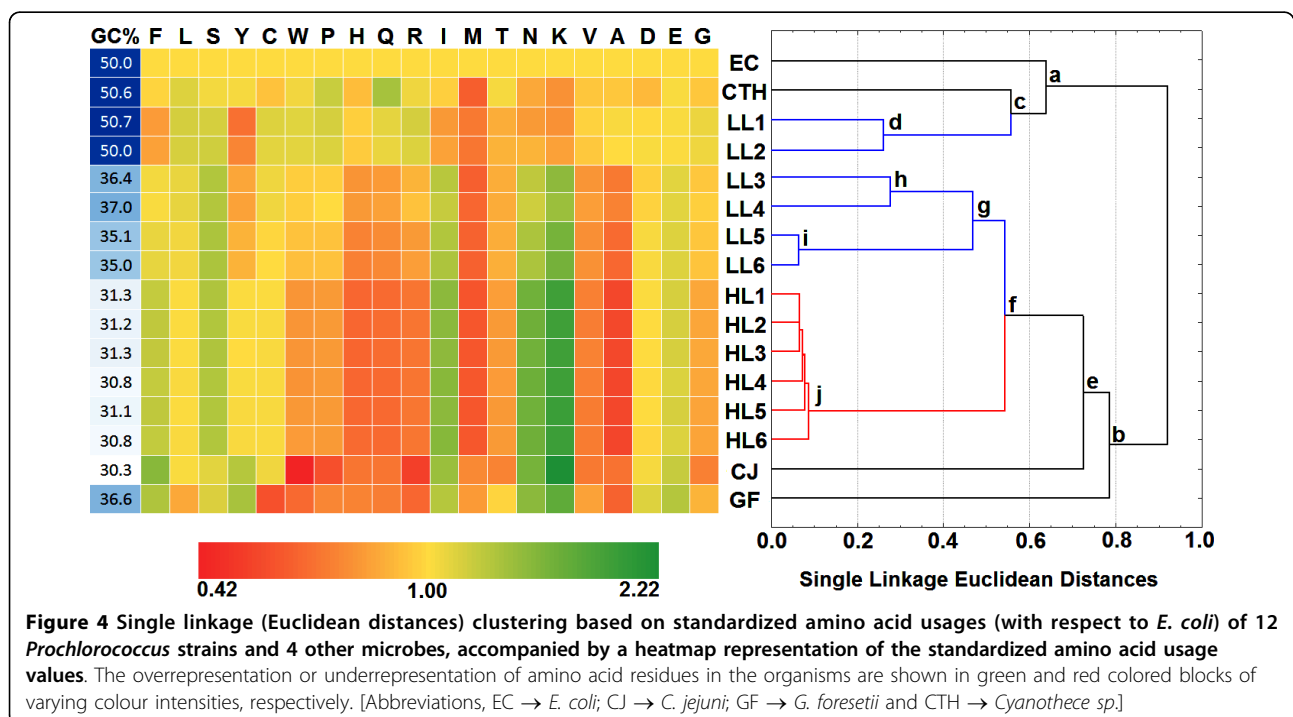 GC% F L S Y C W P H Q R I M T N K V A D E G
50.0 EC
50.6 CTH
50.7 LL1
50.0 LL2
36.4 LL3
37.0 LL4
35.1 LL5
35.0 LL6
31.3 HL1
31.2 HL2
31.3 HL3
30.8 HL4
31.1 HL5
30.8 HL6
30.3 CJ
36.6 GF
a
c
d
h
g
i
f
j
e
b
0.42 1.00 2.22
0.0 0.2 0.4 0.6 0.8 1.0
Single Linkage Euclidean Distances
Figure 4 Single linkage (Euclidean distances) clustering based on standardized amino acid usages (with respect to E. coli) of 12
Prochlorococcus strains and 4 other microbes, accompanied by a heatmap representation of the standardized amino acid usage
values. The overrepresentation or underrepresentation of amino acid residues in the organisms are shown in green and red colored blocks of
varying colour intensities, respectively. [Abbreviations, EC → E. coli; CJ → C. jejuni; GF → G. foresetii and CTH → Cyanothece sp.]